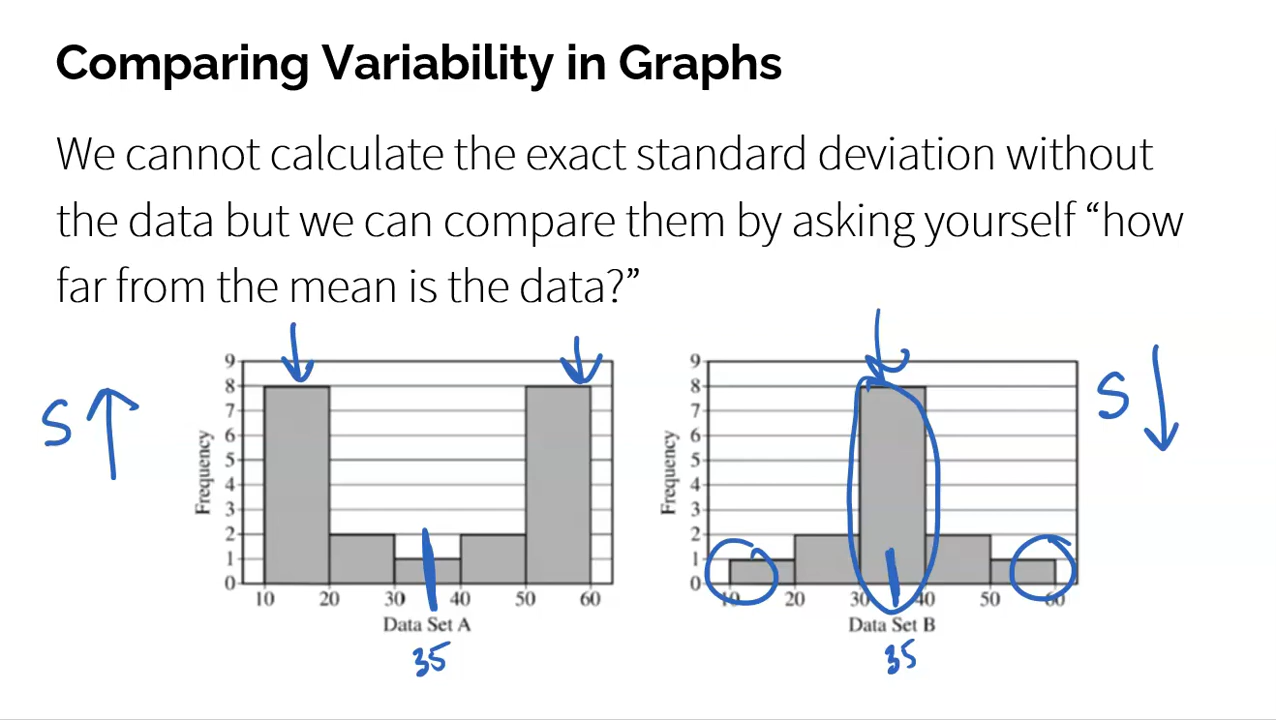 Comparing Variability in Graphs
We cannot calculate the exact standard deviation without
the data but we can compare them by asking yourself “how
far from the mean is the data?”
S ↑
Frequency
9
8
7
6
5
4
3
2
1
0
10 20 30 40 50 60
Data Set A
35
Frequency
9
8
7
6
5
4
3
2
1
0
10 20 30 40 50 60
Data Set B
35
S ↓